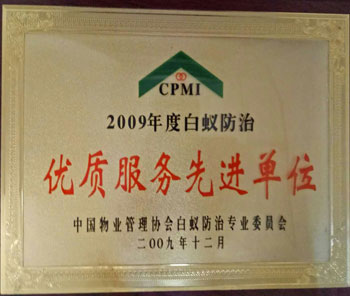 CPMI
2009年度白蚁防治
优质服务先进单位
中国物业管理协会白蚁防治专业委员会
二00九年十二月